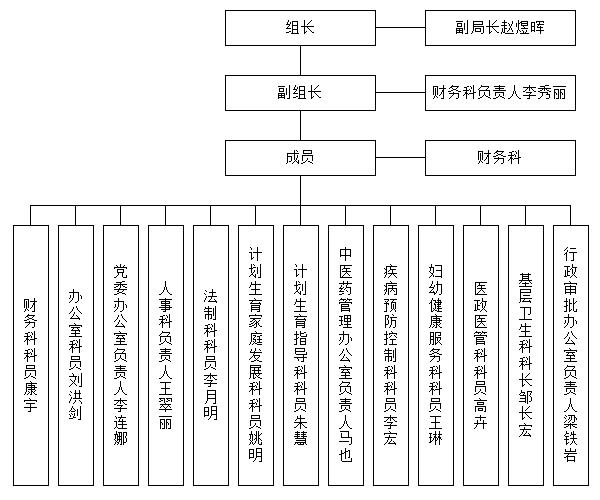 组长
副局长赵煜晖
副组长
财务科负责人李秀丽
成员
财务科
财务科科员康宇
办公室科员刘洪剑
党委办公室负责人李连娜
人事科负责人王翠丽
法制科科员李月明
计划生育家庭发展科科员姚明
计划生育指导科科员朱慧
中医药管理办公室负责人马也
疾病预防控制科科员李宏
妇幼健康服务科科员王琳
医政医管科科员高卉
基层卫生科科长邹长宏
行政审批办公室负责人梁铁岩